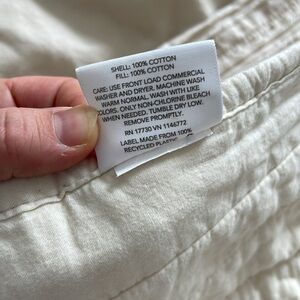 SHELL: 100% COTTON
FILL: 100% COTTON
CARE: USE FRONT LOAD COMMERCIAL
WASHER AND DRYER. MACHINE WASH
WARM NORMAL. WASH WITH LIKE
COLORS. ONLY NON-CHLORINE BLEACH
WHEN NEEDED. TUMBLE DRY LOW.
REMOVE PROMPTLY.
RN 17730 VN 1146772
LABEL MADE FROM 100%
RECYCLED PLASTIC